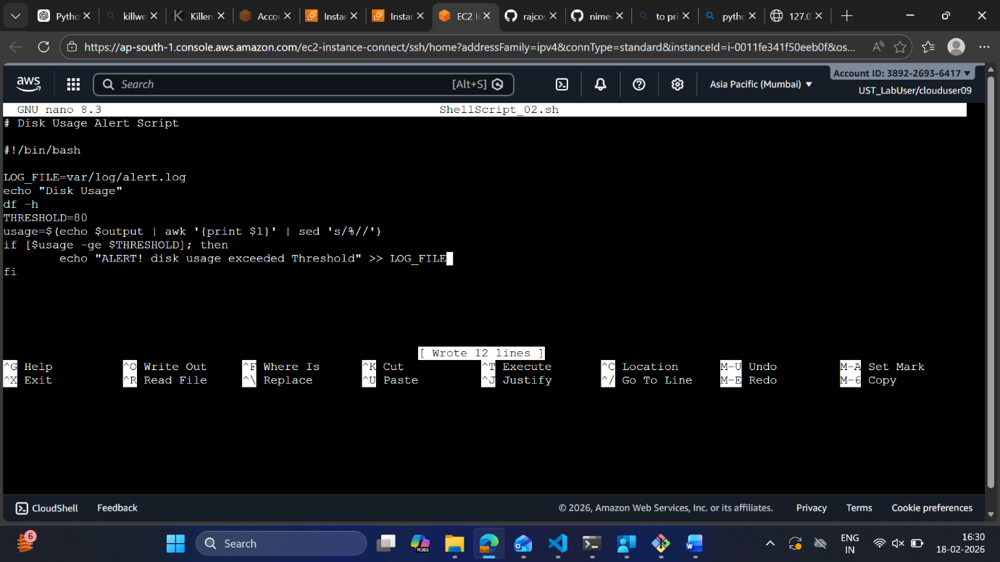 Pytho
killwe
Killerc
Accou
Instar
Instar
EC2 In
rajcos
nimes
to pri
pytho
127.0
https://ap-south-1.console.aws.amazon.com/ec2-instance-connect/ssh/home?addressFamily=ipv4&connType=standard&instanceId=i-0011fe341f50eeb0f&os...
aws
Search
[Alt+S]
Asia Pacific (Mumbai)
Account ID: 3892-2693-6417
UST_LabUser/clouduser09
GNU nano 8.3 ShellScript_02.sh
# Disk Usage Alert Script
#!/bin/bash
LOG_FILE=var/log/alert.log
echo "Disk Usage"
df -h
THRESHOLD=80
usage=$(echo $output | awk '{print $1}' | sed 's/%//')
if [$usage -ge $THRESHOLD]; then
echo "ALERT! disk usage exceeded Threshold" >> LOG_FILE
fi
[ Wrote 12 lines ]
^G Help ^O Write Out ^F Where Is ^K Cut ^T Execute ^C Location M-U Undo M-A Set Mark
^X Exit ^R Read File ^\ Replace ^U Paste ^J Justify ^/ Go To Line M-E Redo M-6 Copy
CloudShell Feedback © 2026, Amazon Web Services, Inc. or its affiliates. Privacy Terms Cookie preferences
6
Search
M365
ENG
IN
16:30
18-02-2026